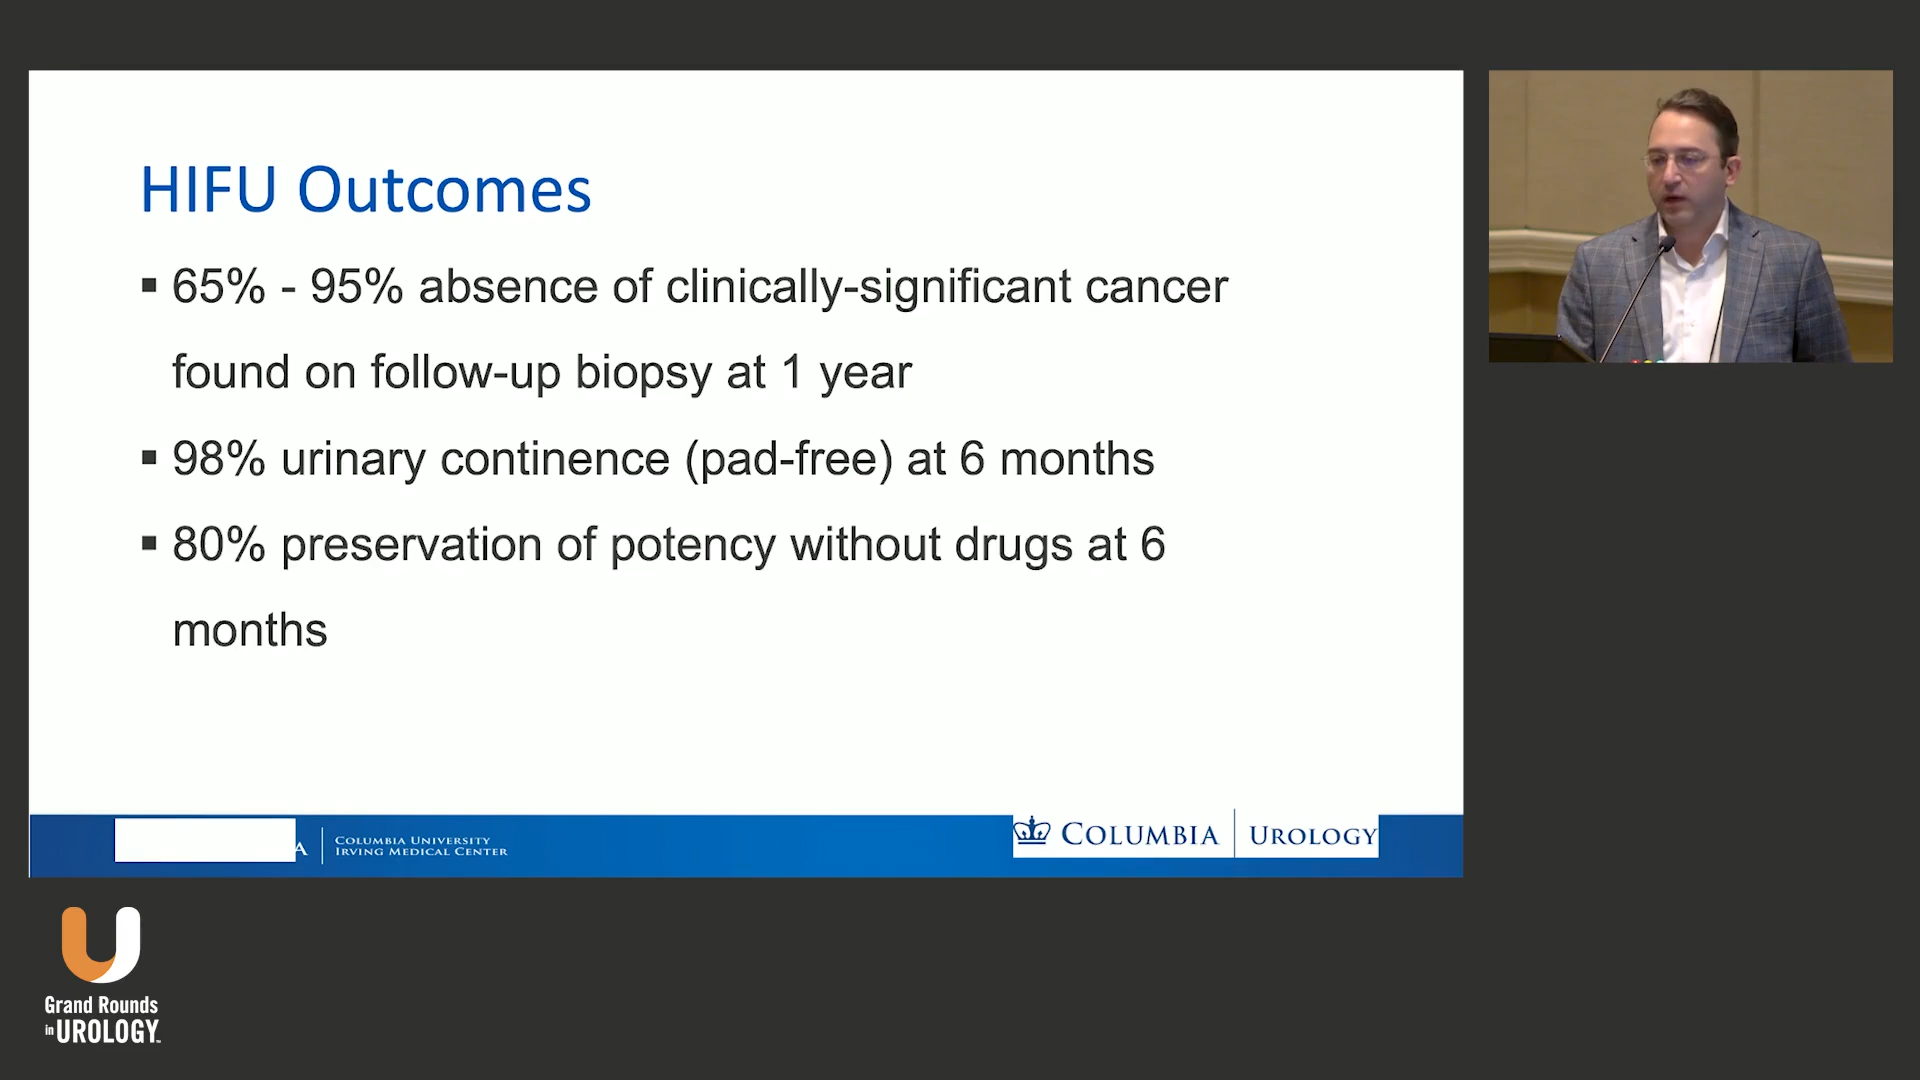 HIFU Outcomes
▪ 65% - 95% absence of clinically-significant cancer
found on follow-up biopsy at 1 year
▪ 98% urinary continence (pad-free) at 6 months
▪ 80% preservation of potency without drugs at 6
months
A
COLUMBIA UNIVERSITY
IRVING MEDICAL CENTER
COLUMBIA UROLOGY
Grand Rounds
in UROLOGY™